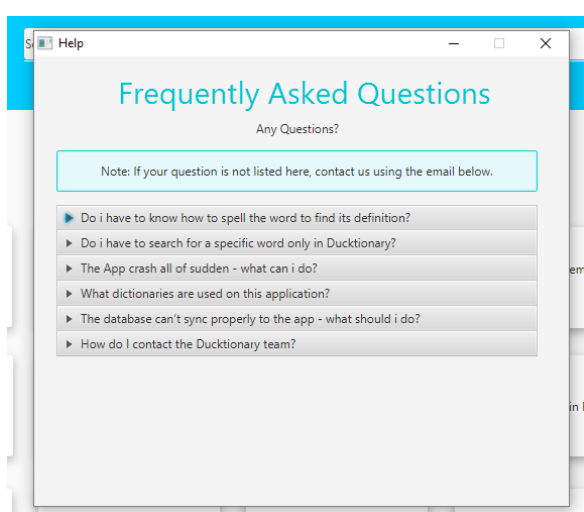 Help
Frequently Asked Questions
Any Questions?
Note: If your question is not listed here, contact us using the email below.
Do i have to know how to spell the word to find its definition?
Do i have to search for a specific word only in Ducktionary?
The App crash all of sudden - what can i do?
What dictionaries are used on this application?
The database can't sync properly to the app - what should i do?
How do I contact the Ducktionary team?